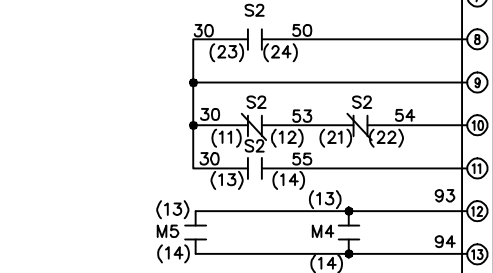 S2
30 50 8
(23) (24)
9
S2 S2
30 53 54 10
(11) (12) (21) (22)
S2
30 55 11
(13) (14)
93
(13) (13) 12
M5 M4
94
(14) (14) 13